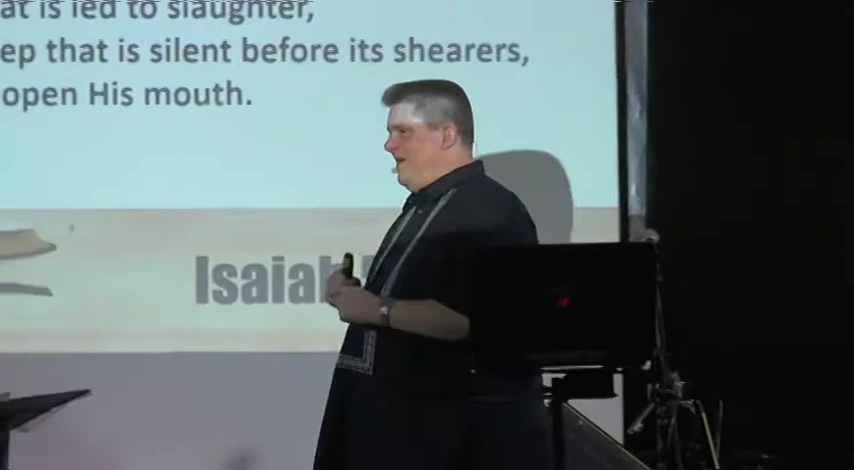 at is led to slaughter,
ep that is silent before its shearers,
open His mouth.
Isaiah